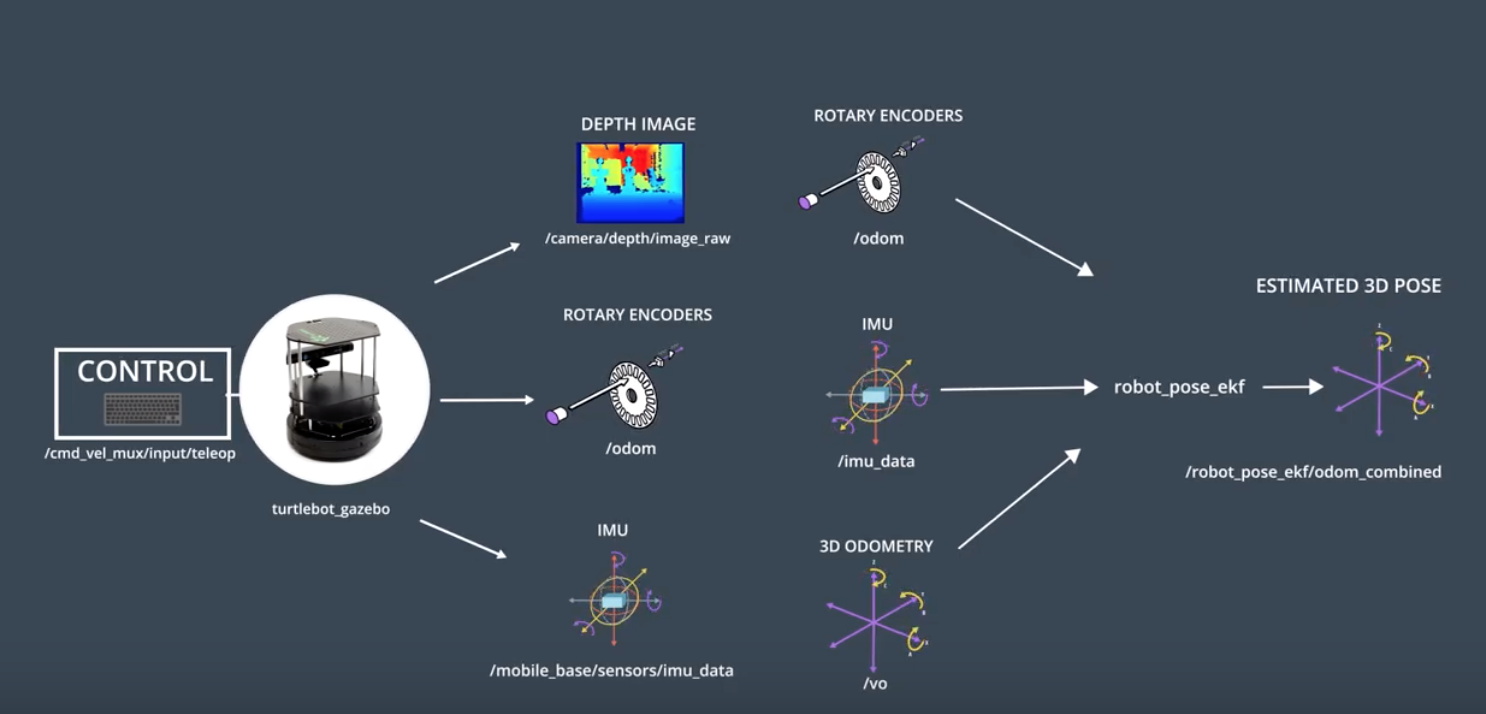 CONTROL
/cmd_vel_mux/input/teleop
turtlebot_gazebo
DEPTH IMAGE
/camera/depth/image_raw
ROTARY ENCODERS
/odom
IMU
/mobile_base/sensors/imu_data
ROTARY ENCODERS
/odom
IMU
/imu_data
3D ODOMETRY
/vo
robot_pose_ekf
ESTIMATED 3D POSE
/robot_pose_ekf/odom_combined